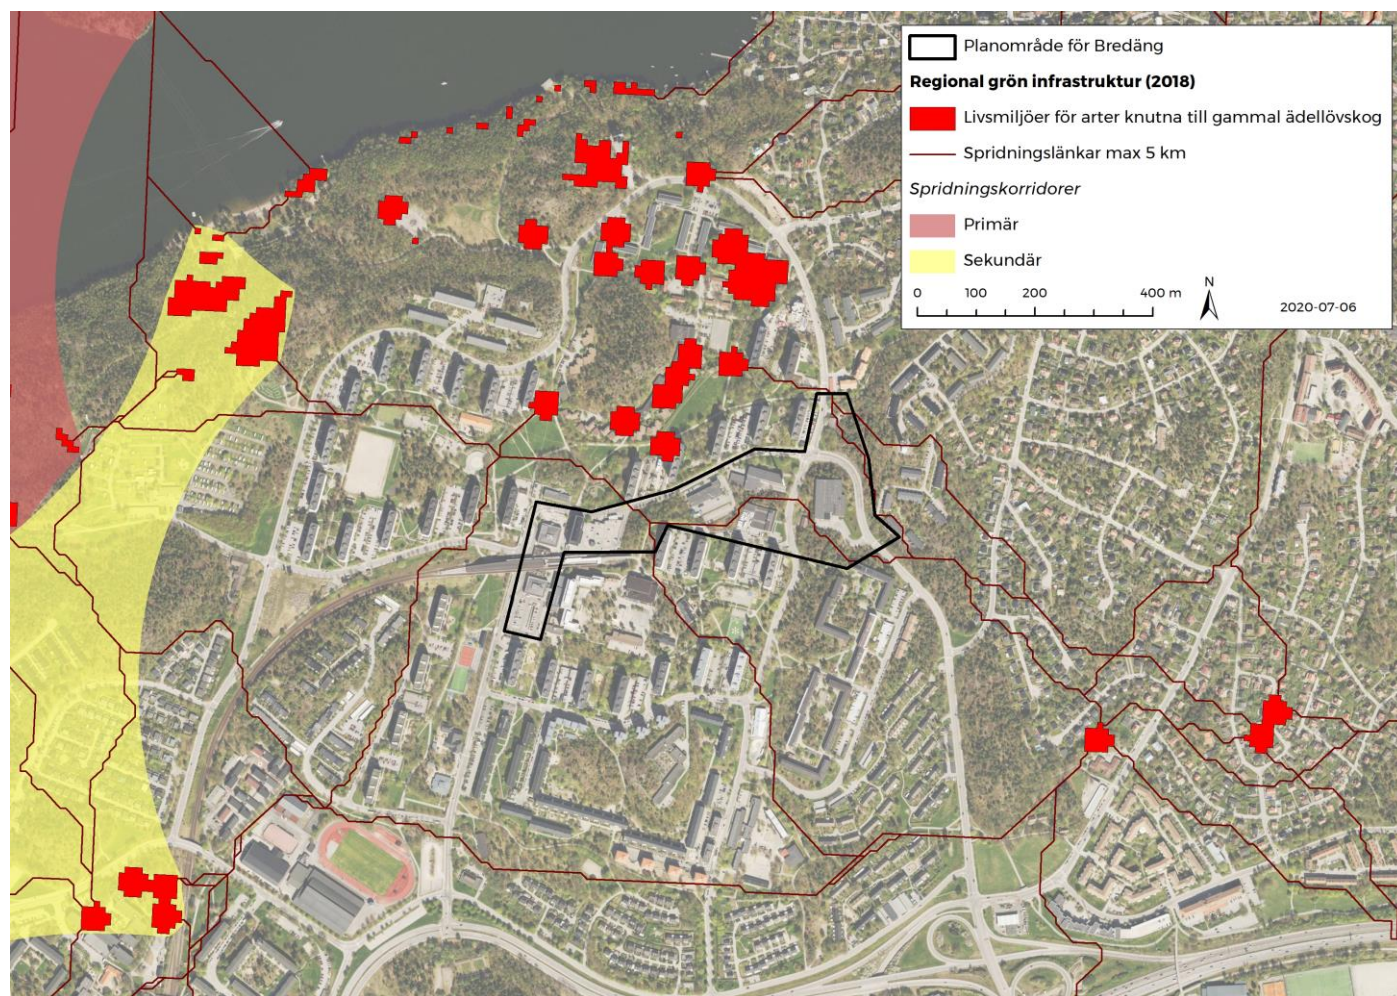 Planområde för Bredäng
Regional grön infrastruktur (2018)
Livsmiljöer för arter knutna till gammal ädellövskog
Spridningslänkar max 5 km
Spridningskorridorer
Primär
Sekundär
0 100 200 400 m
N
2020-07-06